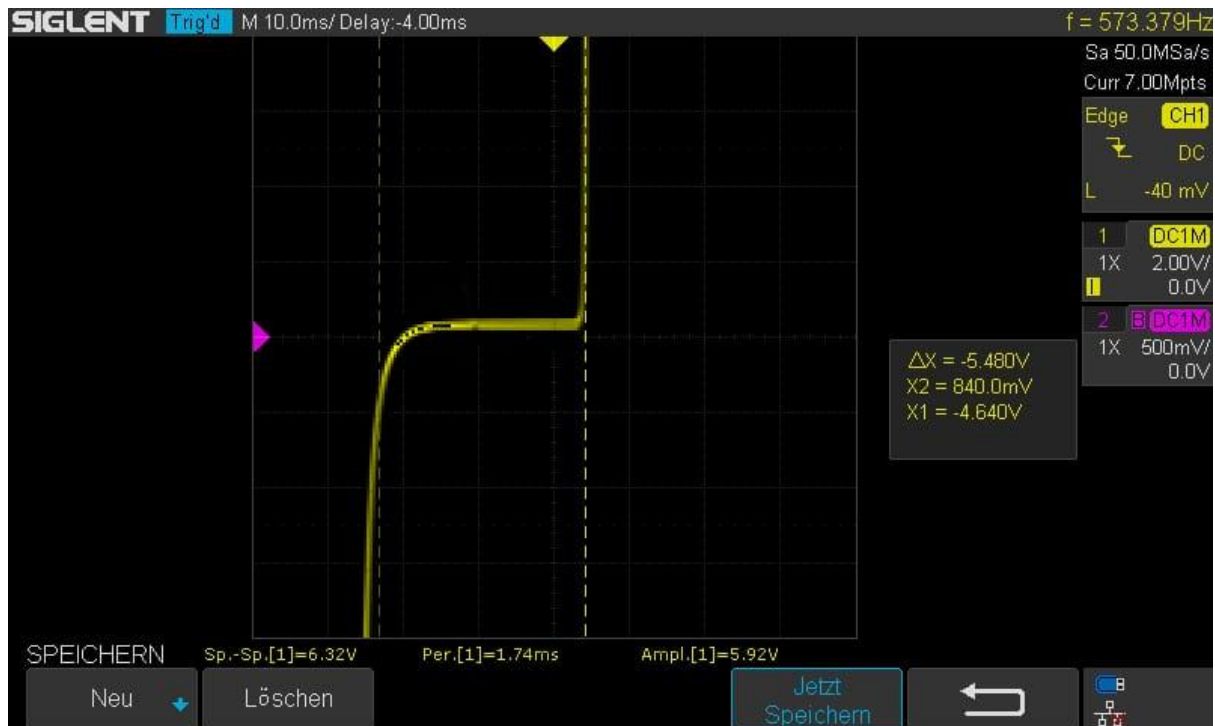 SIGLENT Trig'd M 10.0ms/ Delay:-4.00ms f = 573.379Hz
Sa 50.0MSa/s
Curr 7.00Mpts
Edge CH1
DC
L -40 mV
1 DC1M
1X 2.00V/
0.0V
2 B DC1M
1X 500mV/
0.0V
ΔX = -5.480V
X2 = 840.0mV
X1 = -4.640V
SPEICHERN Sp.-Sp.[1]=6.32V Per.[1]=1.74ms Ampl.[1]=5.92V
Neu Löschen Jetzt Speichern